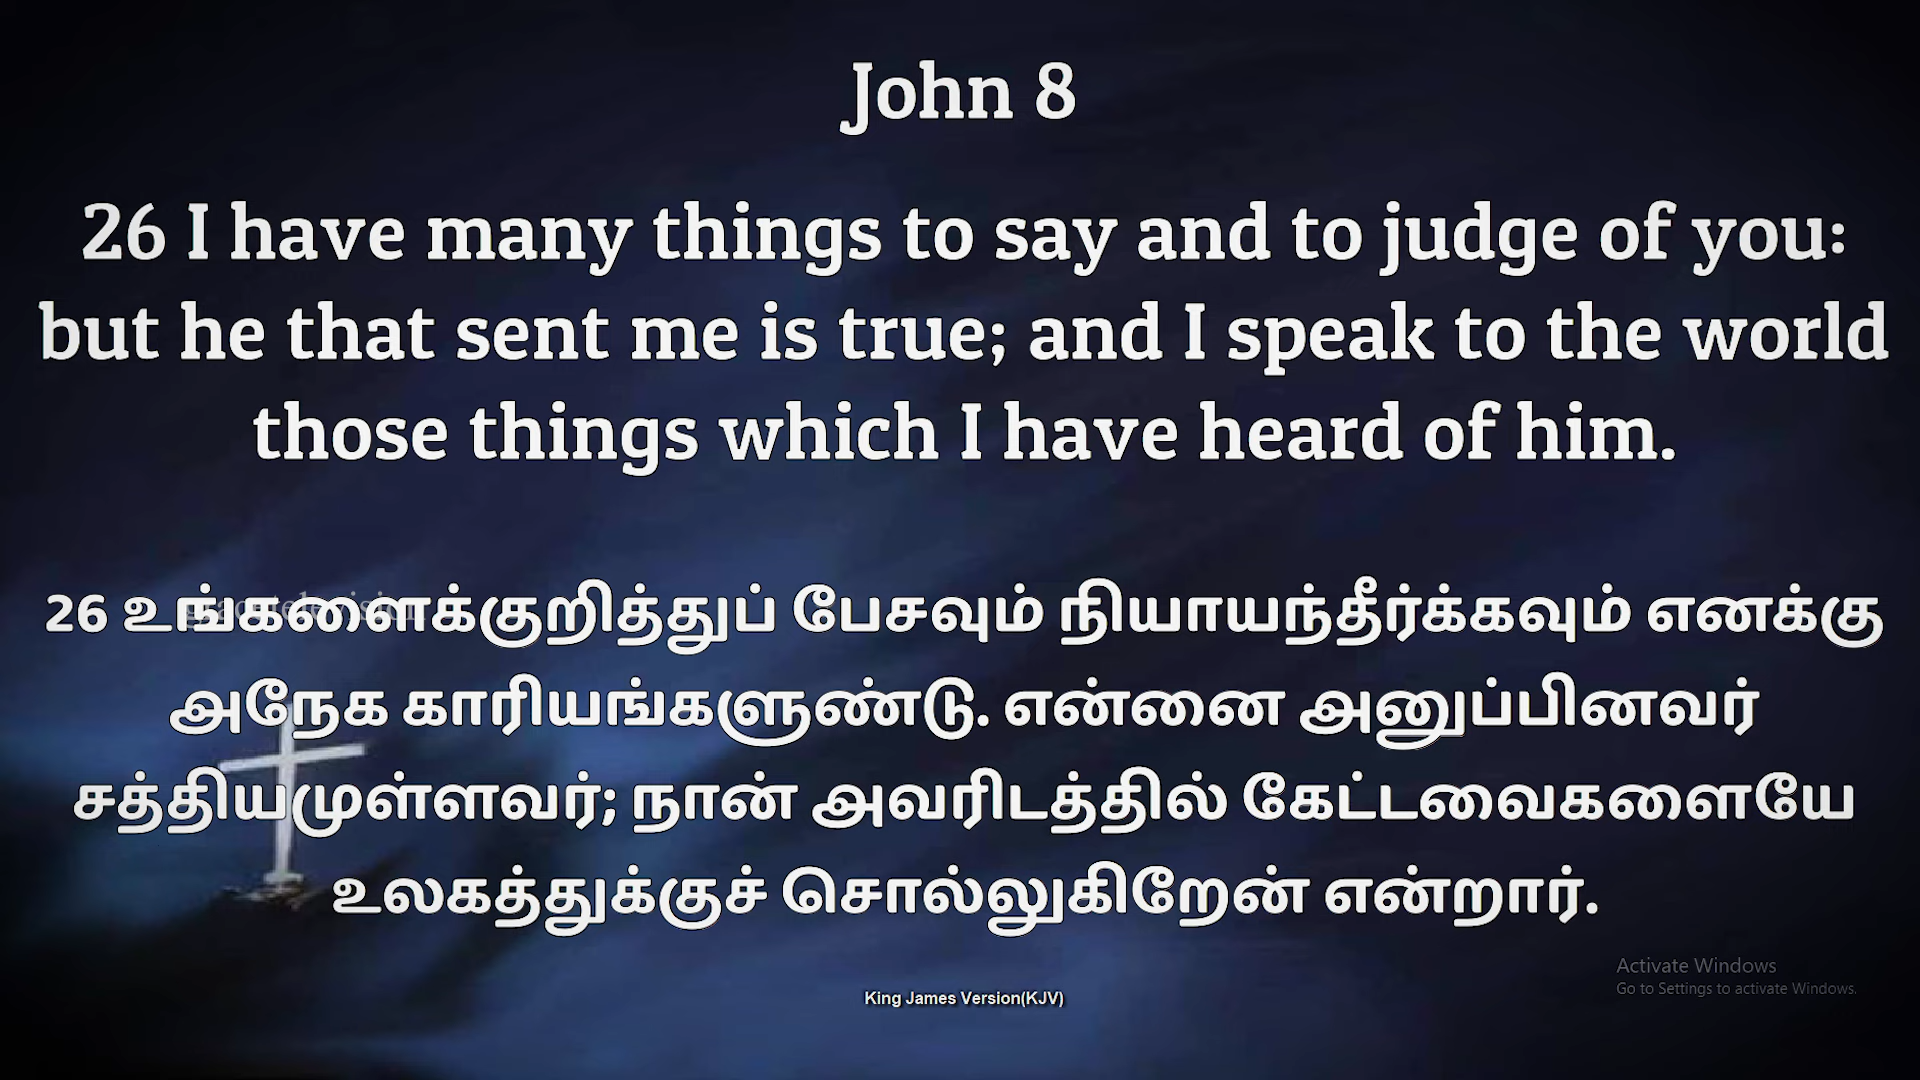 John 8
26 I have many things to say and to judge of you:
but he that sent me is true; and I speak to the world
those things which I have heard of him.
26 உங்களைக்குறித்துப் பேசவும் நியாயந்தீர்க்கவும் எனக்கு
அநேக காரியங்களுண்டு. என்னை அனுப்பினவர்
சத்தியமுள்ளவர்; நான் அவரிடத்தில் கேட்டவைகளையே
உலகத்துக்குச் சொல்லுகிறேன் என்றார்.
Activate Windows
Go to Settings to activate Windows.
King James Version(KJV)